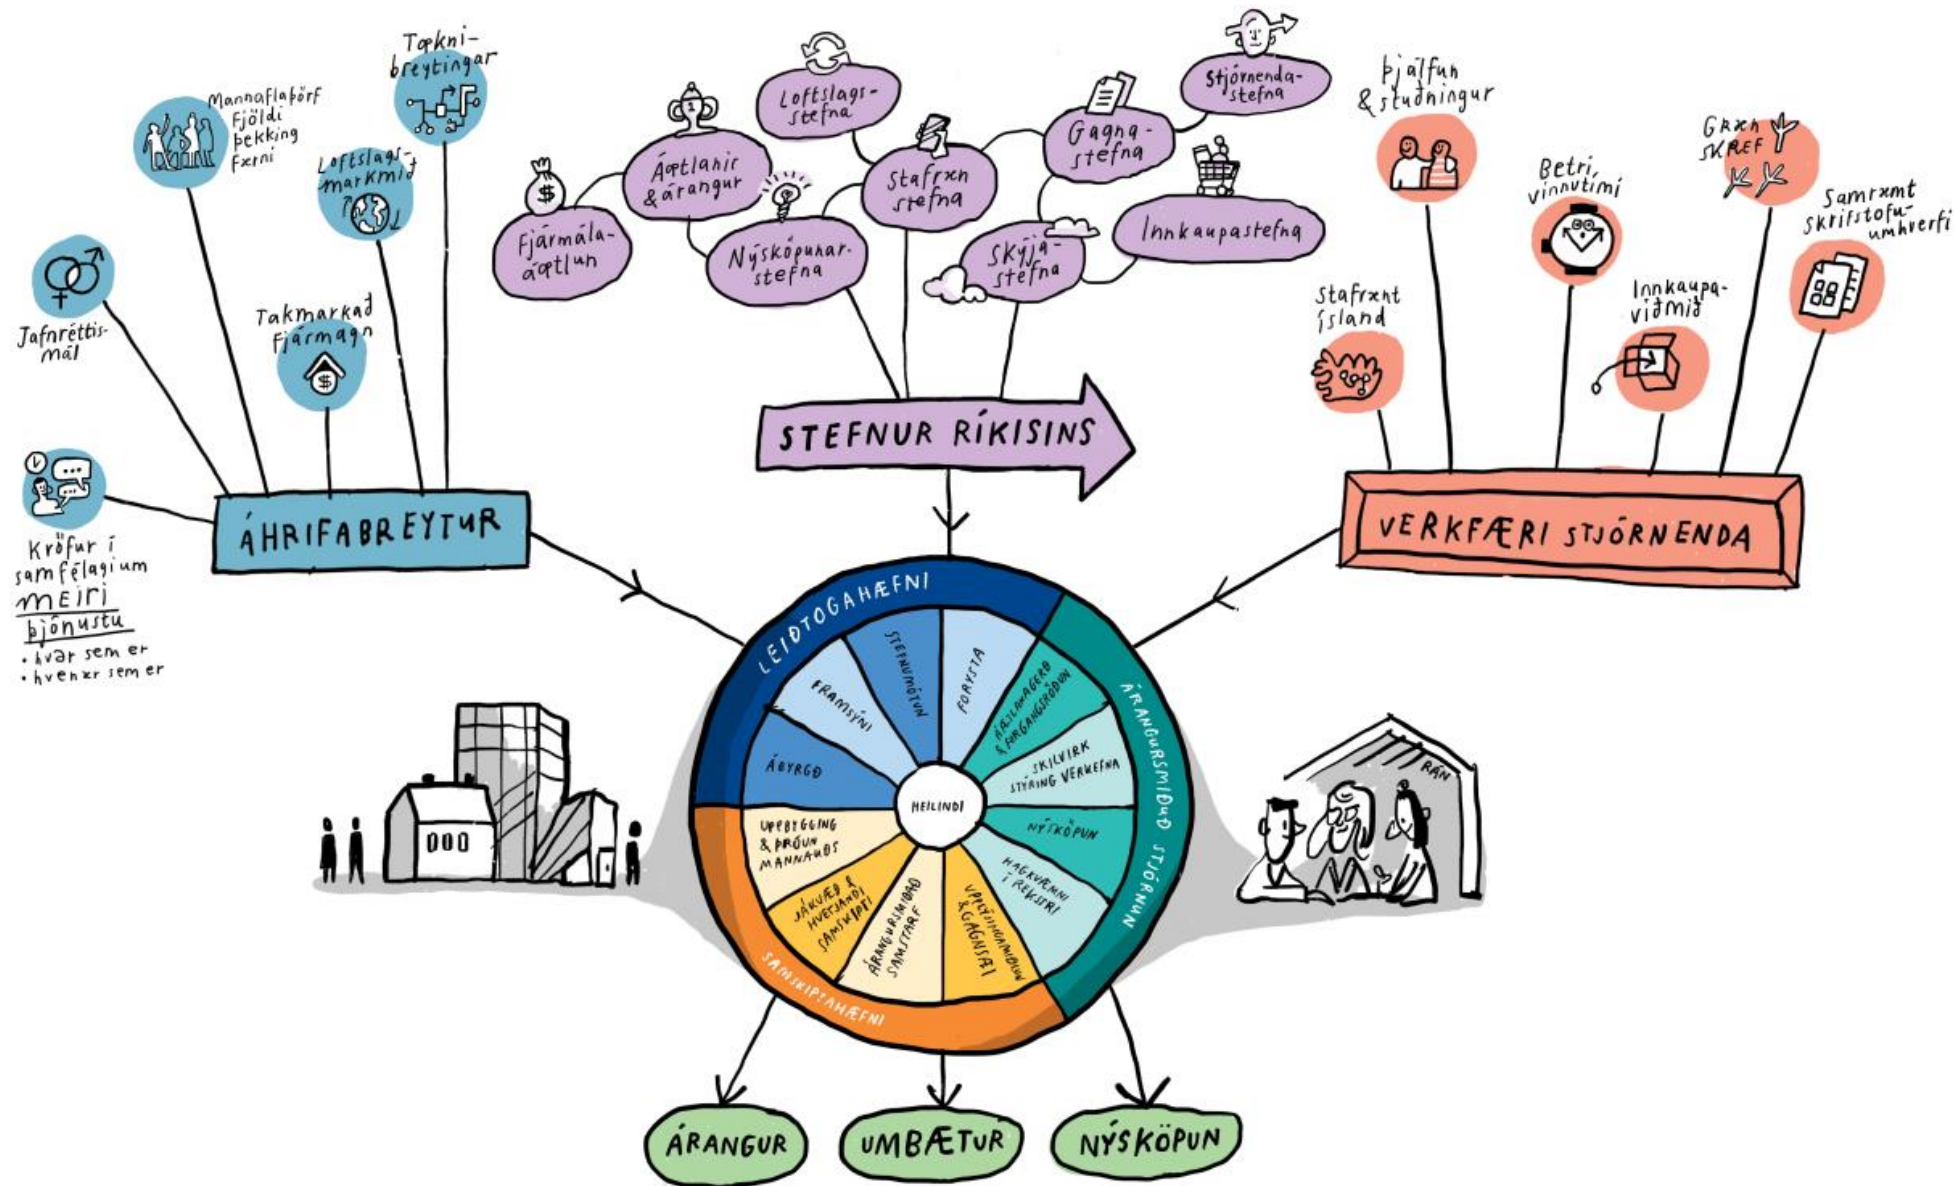 Tækni-
breytingar
Mannaflaþörf
Fjöldi
þekking
færni
Loftslags-
markmið
Jafnréttis-
mál
Takmarkað
fjármagn
Kröfur í
samfélagi um
MEIRI
þjónustu
• hvar sem er
• hvenær sem er
ÁHRIFABREYTUR
Loftslags-
stefna
Stjórnenda-
stefna
Áætlanir
& árangur
Stafræn
stefna
Gagna-
stefna
Fjármála-
áætlun
Nýsköpunar-
stefna
Skýja-
stefna
Innkaupastefna
STEFNUR RÍKISINS
þjálfun
& stuðningur
Betri
vinnutími
GRÆN
SKREF
Samræmt
skrifstofu-
umhverfi
Stafrænt
ísland
Innkaupa-
viðmið
VERKFÆRI STJÓRNENDA
LEIÐTOGAHÆFNI
ÁBYRGÐ
FRAMSÝNI
STEFNUMÓTUN
FORYSTA
ÁRANGURSMIÐUÐ STJÓRNUN
ÁÆTLANAGERÐ
& FORGANGSRÖÐUN
SKILVIRK
STÝRING VERKEFNA
NÝSKÖPUN
HAGKVÆMNI
Í REKSTRI
HEILINDI
SAMSKIPTAHÆFNI
UPPBYGGING
& ÞRÓUN
MANNAUÐS
JÁKVÆÐ &
HVETJANDI
SAMSKIPTI
ÁRANGURSMIÐAÐ
SAMSTARF
UPPLÝSINGAMIÐLUN
& GAGNSÆI
RÁN
ÁRANGUR
UMBÆTUR
NÝSKÖPUN